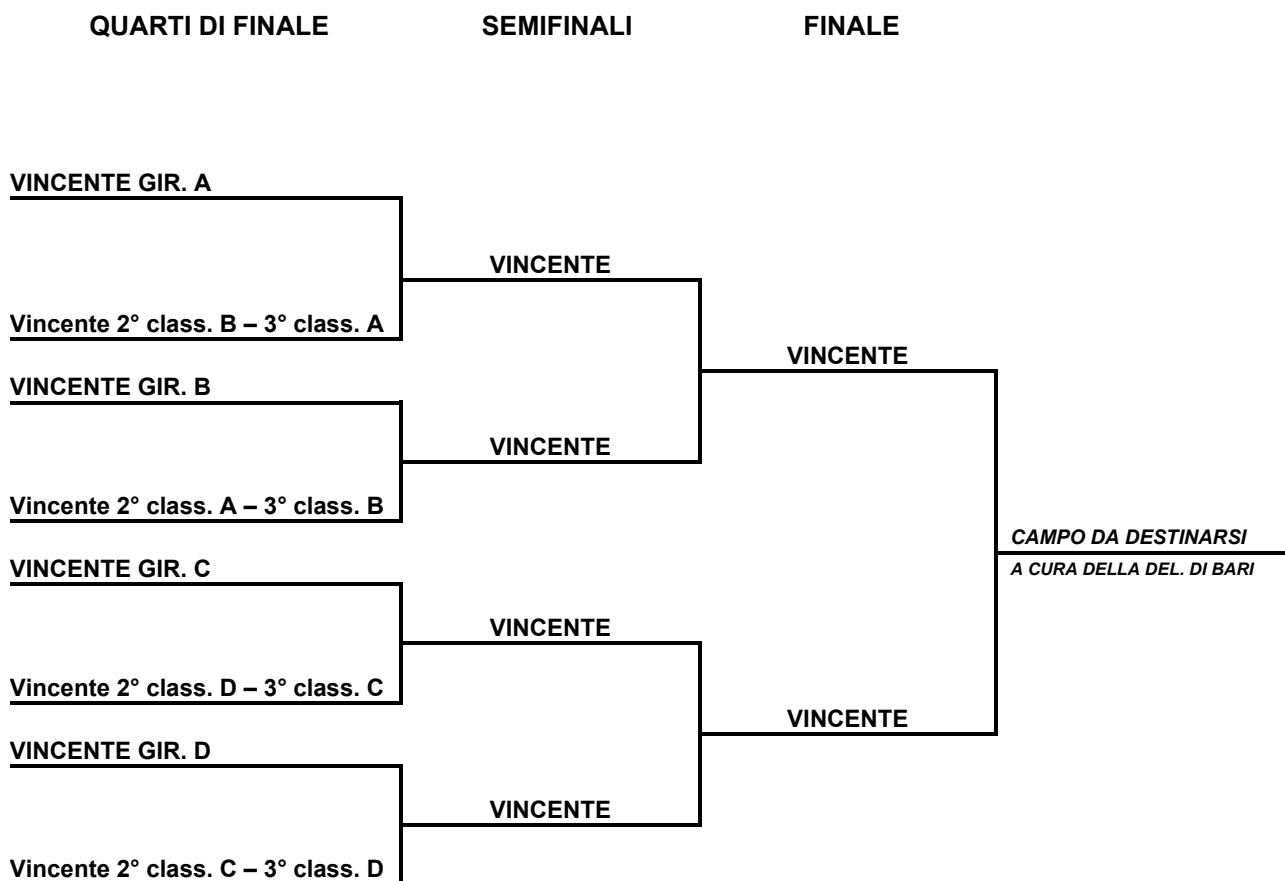 QUARTI DI FINALE SEMIFINALI FINALE
VINCENTE GIR. A
VINCENTE
Vincente 2° class. B – 3° class. A
VINCENTE
VINCENTE GIR. B
VINCENTE
Vincente 2° class. A – 3° class. B
CAMPO DA DESTINARSI
A CURA DELLA DEL. DI BARI
VINCENTE GIR. C
VINCENTE
Vincente 2° class. D – 3° class. C
VINCENTE
VINCENTE GIR. D
VINCENTE
Vincente 2° class. C – 3° class. D